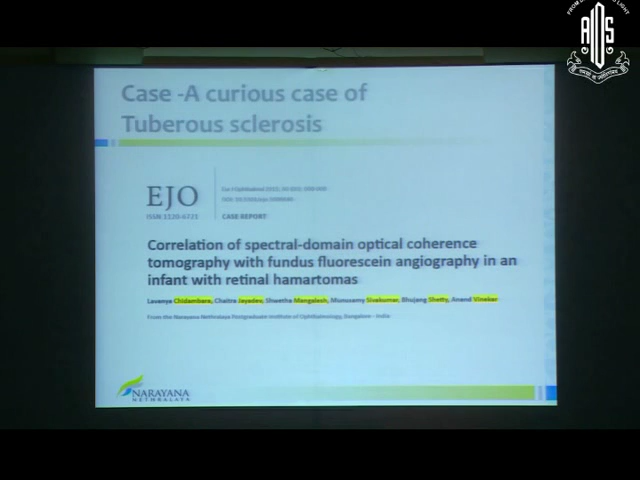 Case -A curious case of
Tuberous sclerosis
EJO
ISSN 1120-6721
CASE REPORT
Correlation of spectral-domain optical coherence
tomography with fundus fluorescein angiography in an
infant with retinal hamartomas
Lavanya Chidambara, Chaitra Jayadev, Shwetha Mangalesh, Munusamy Sivakumar, Bhujang Shetty, Anand Vinekar
From the Narayana Nethralaya Postgraduate Institute of Ophthalmology, Bangalore - India
NARAYANA
NETHRALAYA
AIOS